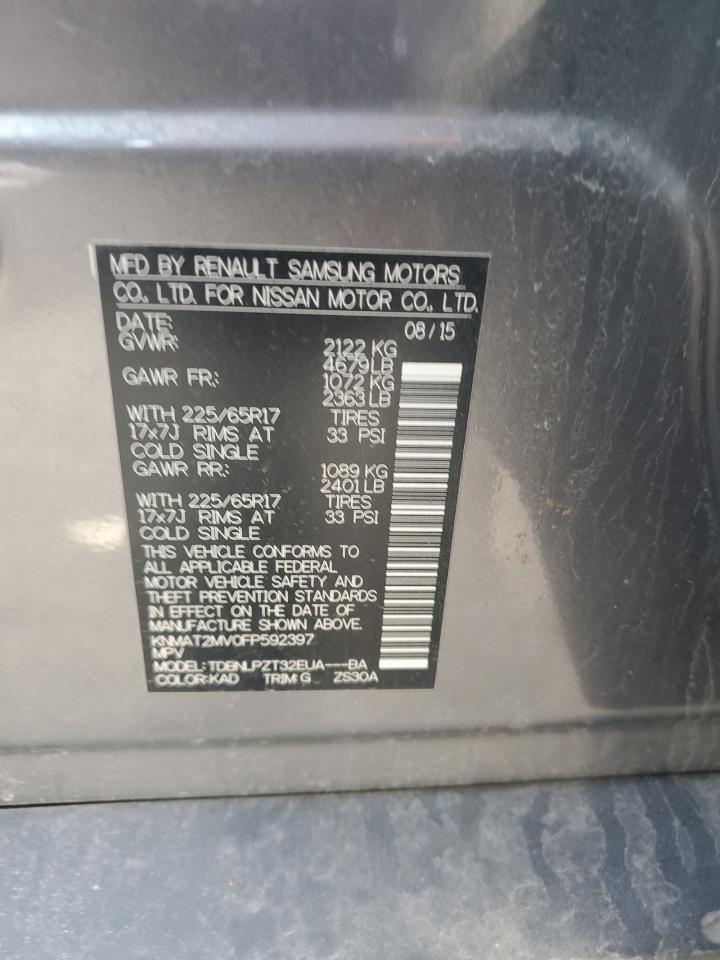 MFD BY RENAULT SAMSUNG MOTORS
CO., LTD. FOR NISSAN MOTOR CO., LTD.
DATE: 08/15
GVWR: 2122 KG
4679 LB
GAWR FR.: 1072 KG
2363 LB
WITH 225/65R17 TIRES
17x7J RIMS AT 33 PSI
COLD SINGLE
GAWR RR.: 1089 KG
2401 LB
WITH 225/65R17 TIRES
17x7J RIMS AT 33 PSI
COLD SINGLE
THIS VEHICLE CONFORMS TO
ALL APPLICABLE FEDERAL
MOTOR VEHICLE SAFETY AND
THEFT PREVENTION STANDARDS
IN EFFECT ON THE DATE OF
MANUFACTURE SHOWN ABOVE.
KNMAT2MV0FP592397
MPV
MODEL: TDBNLPZT32EUA---BA
COLOR: KAD TRIM: G ZS30A